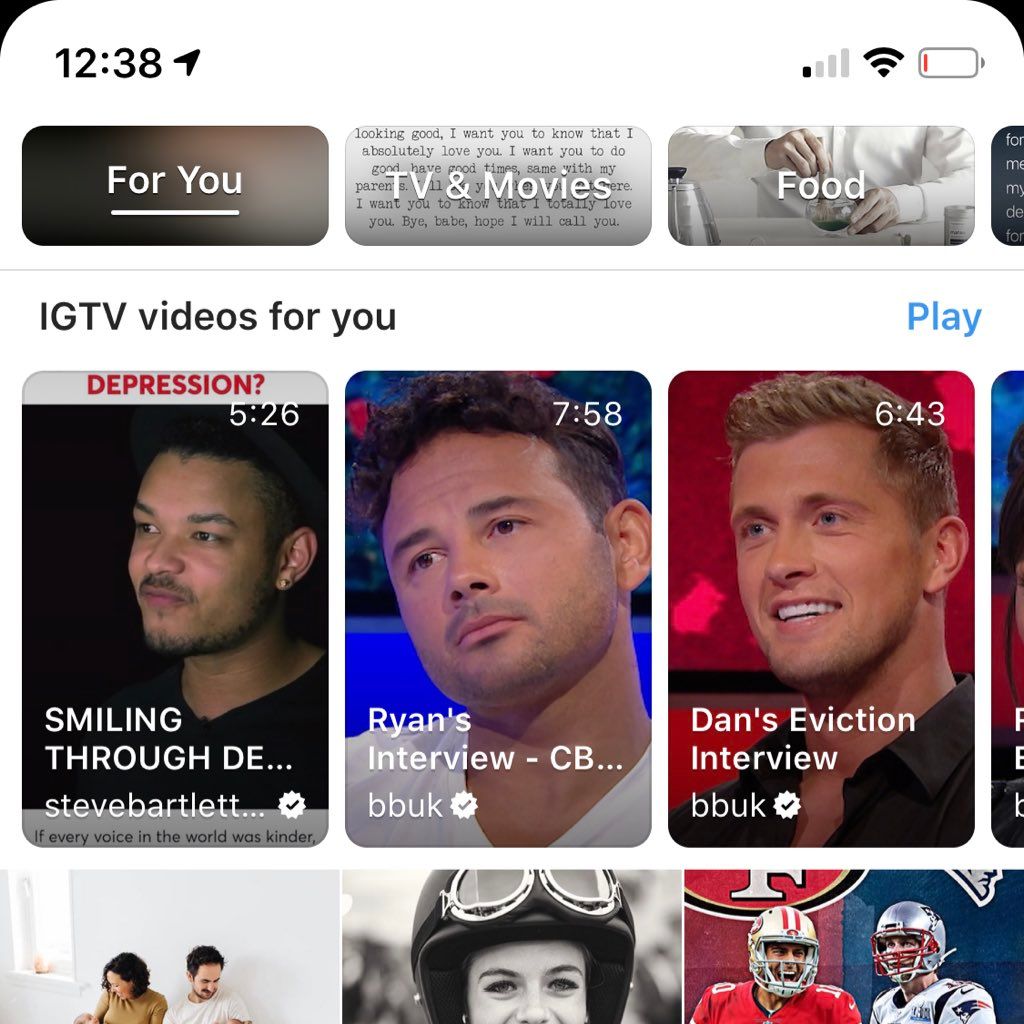 12:38
For You
looking good, I want you to know that I
absolutely love you. I want you to do
good, have good times, same with my
TV & Movies
I want you to know that I totally love
you. Bye, babe, hope I will call you.
Food
IGTV videos for you
Play
DEPRESSION?
5:26
SMILING
THROUGH DE...
stevebartlett...
If every voice in the world was kinder,
7:58
Ryan's
Interview - CB...
bbuk
6:43
Dan's Eviction
Interview
bbuk